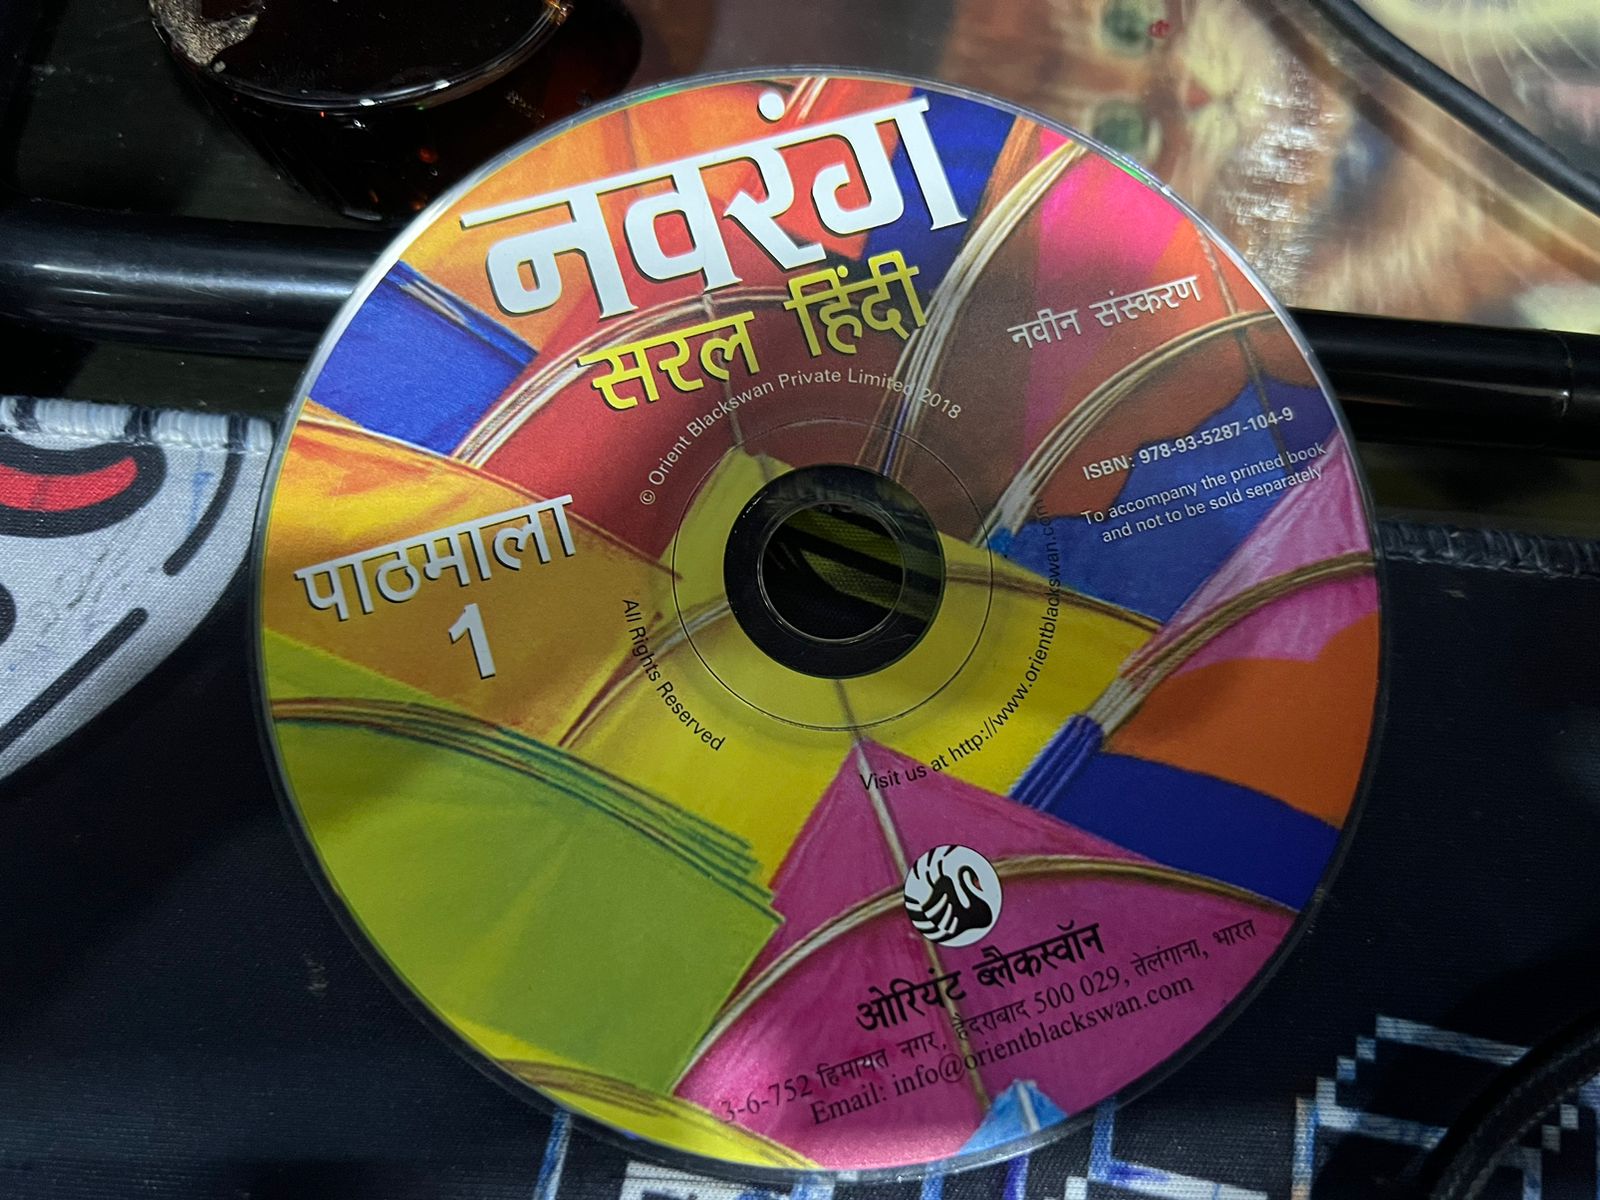 नवरंग
सरल हिंदी
नवीन संस्करण
© Orient Blackswan Private Limited 2018
ISBN: 978-93-5287-104-9
To accompany the printed book
and not to be sold separately
पाठमाला
1
All Rights Reserved
Visit us at http://www.orientblackswan.com
ओरियंट ब्लैकस्वॉन
3-6-752 हिमायत नगर, हैदराबाद 500 029, तेलंगाना, भारत
Email: info@orientblackswan.com